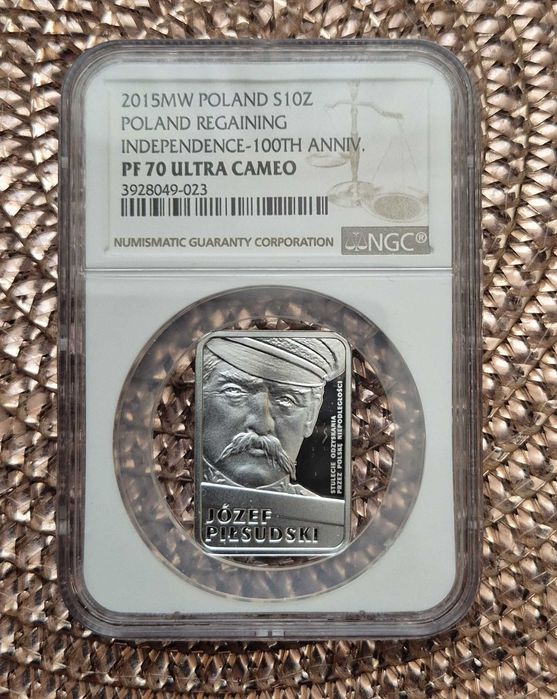 2015MW POLAND S10Z
POLAND REGAINING
INDEPENDENCE-100TH ANNIV.
PF 70 ULTRA CAMEO
3928049-023
NUMISMATIC GUARANTY CORPORATION
NGC®
STULECIE ODZYSKANIA
PRZEZ POLSKĘ NIEPODLEGŁOŚCI
JÓZEF
PIŁSUDSKI